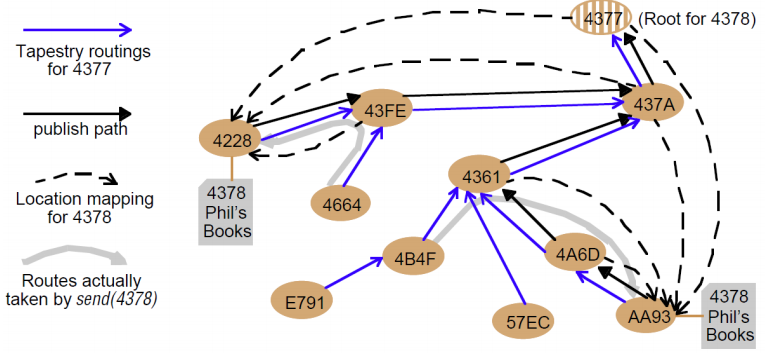 4377 (Root for 4378)
Tapestry routings
for 4377
publish path
Location mapping
for 4378
Routes actually
taken by send(4378)
43FE
437A
4228
4378
Phil's
Books
4664
4361
4B4F
4A6D
E791
57EC
AA93
4378
Phil's
Books